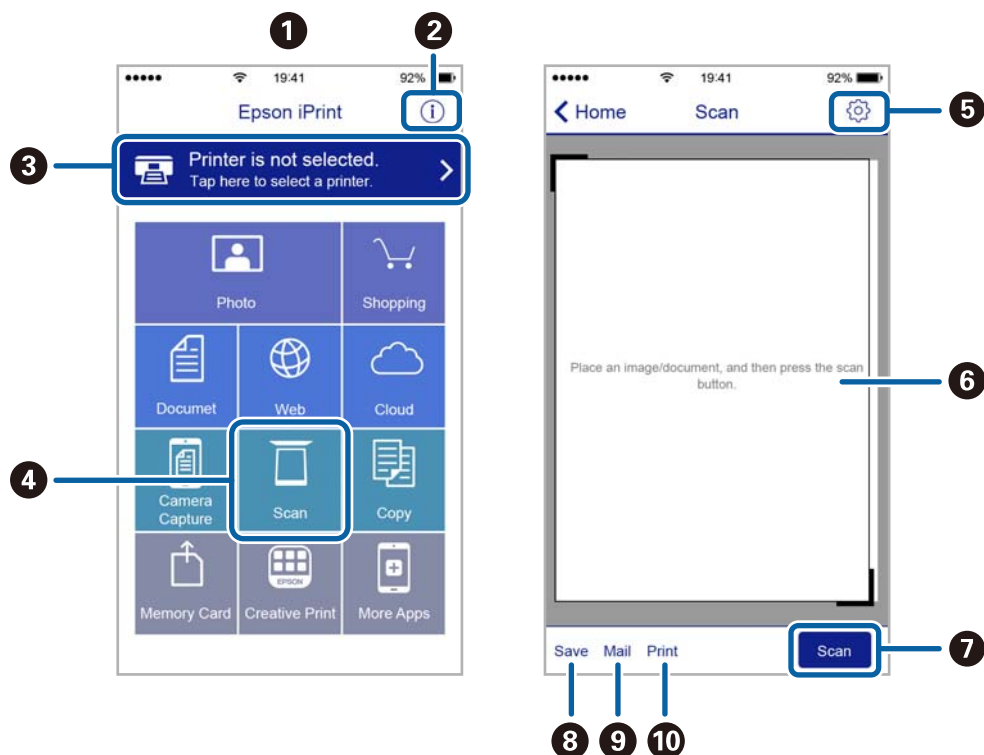 1
2
19:41
92%
Epson iPrint
i
3
Printer is not selected.
Tap here to select a printer.
Photo
Shopping
Documet
Web
Cloud
4
Camera
Capture
Scan
Copy
EPSON
Memory Card
Creative Print
More Apps
19:41
92%
Home
Scan
5
Place an image/document, and then press the scan
button.
6
Save
Mail
Print
Scan
7
8
9
10